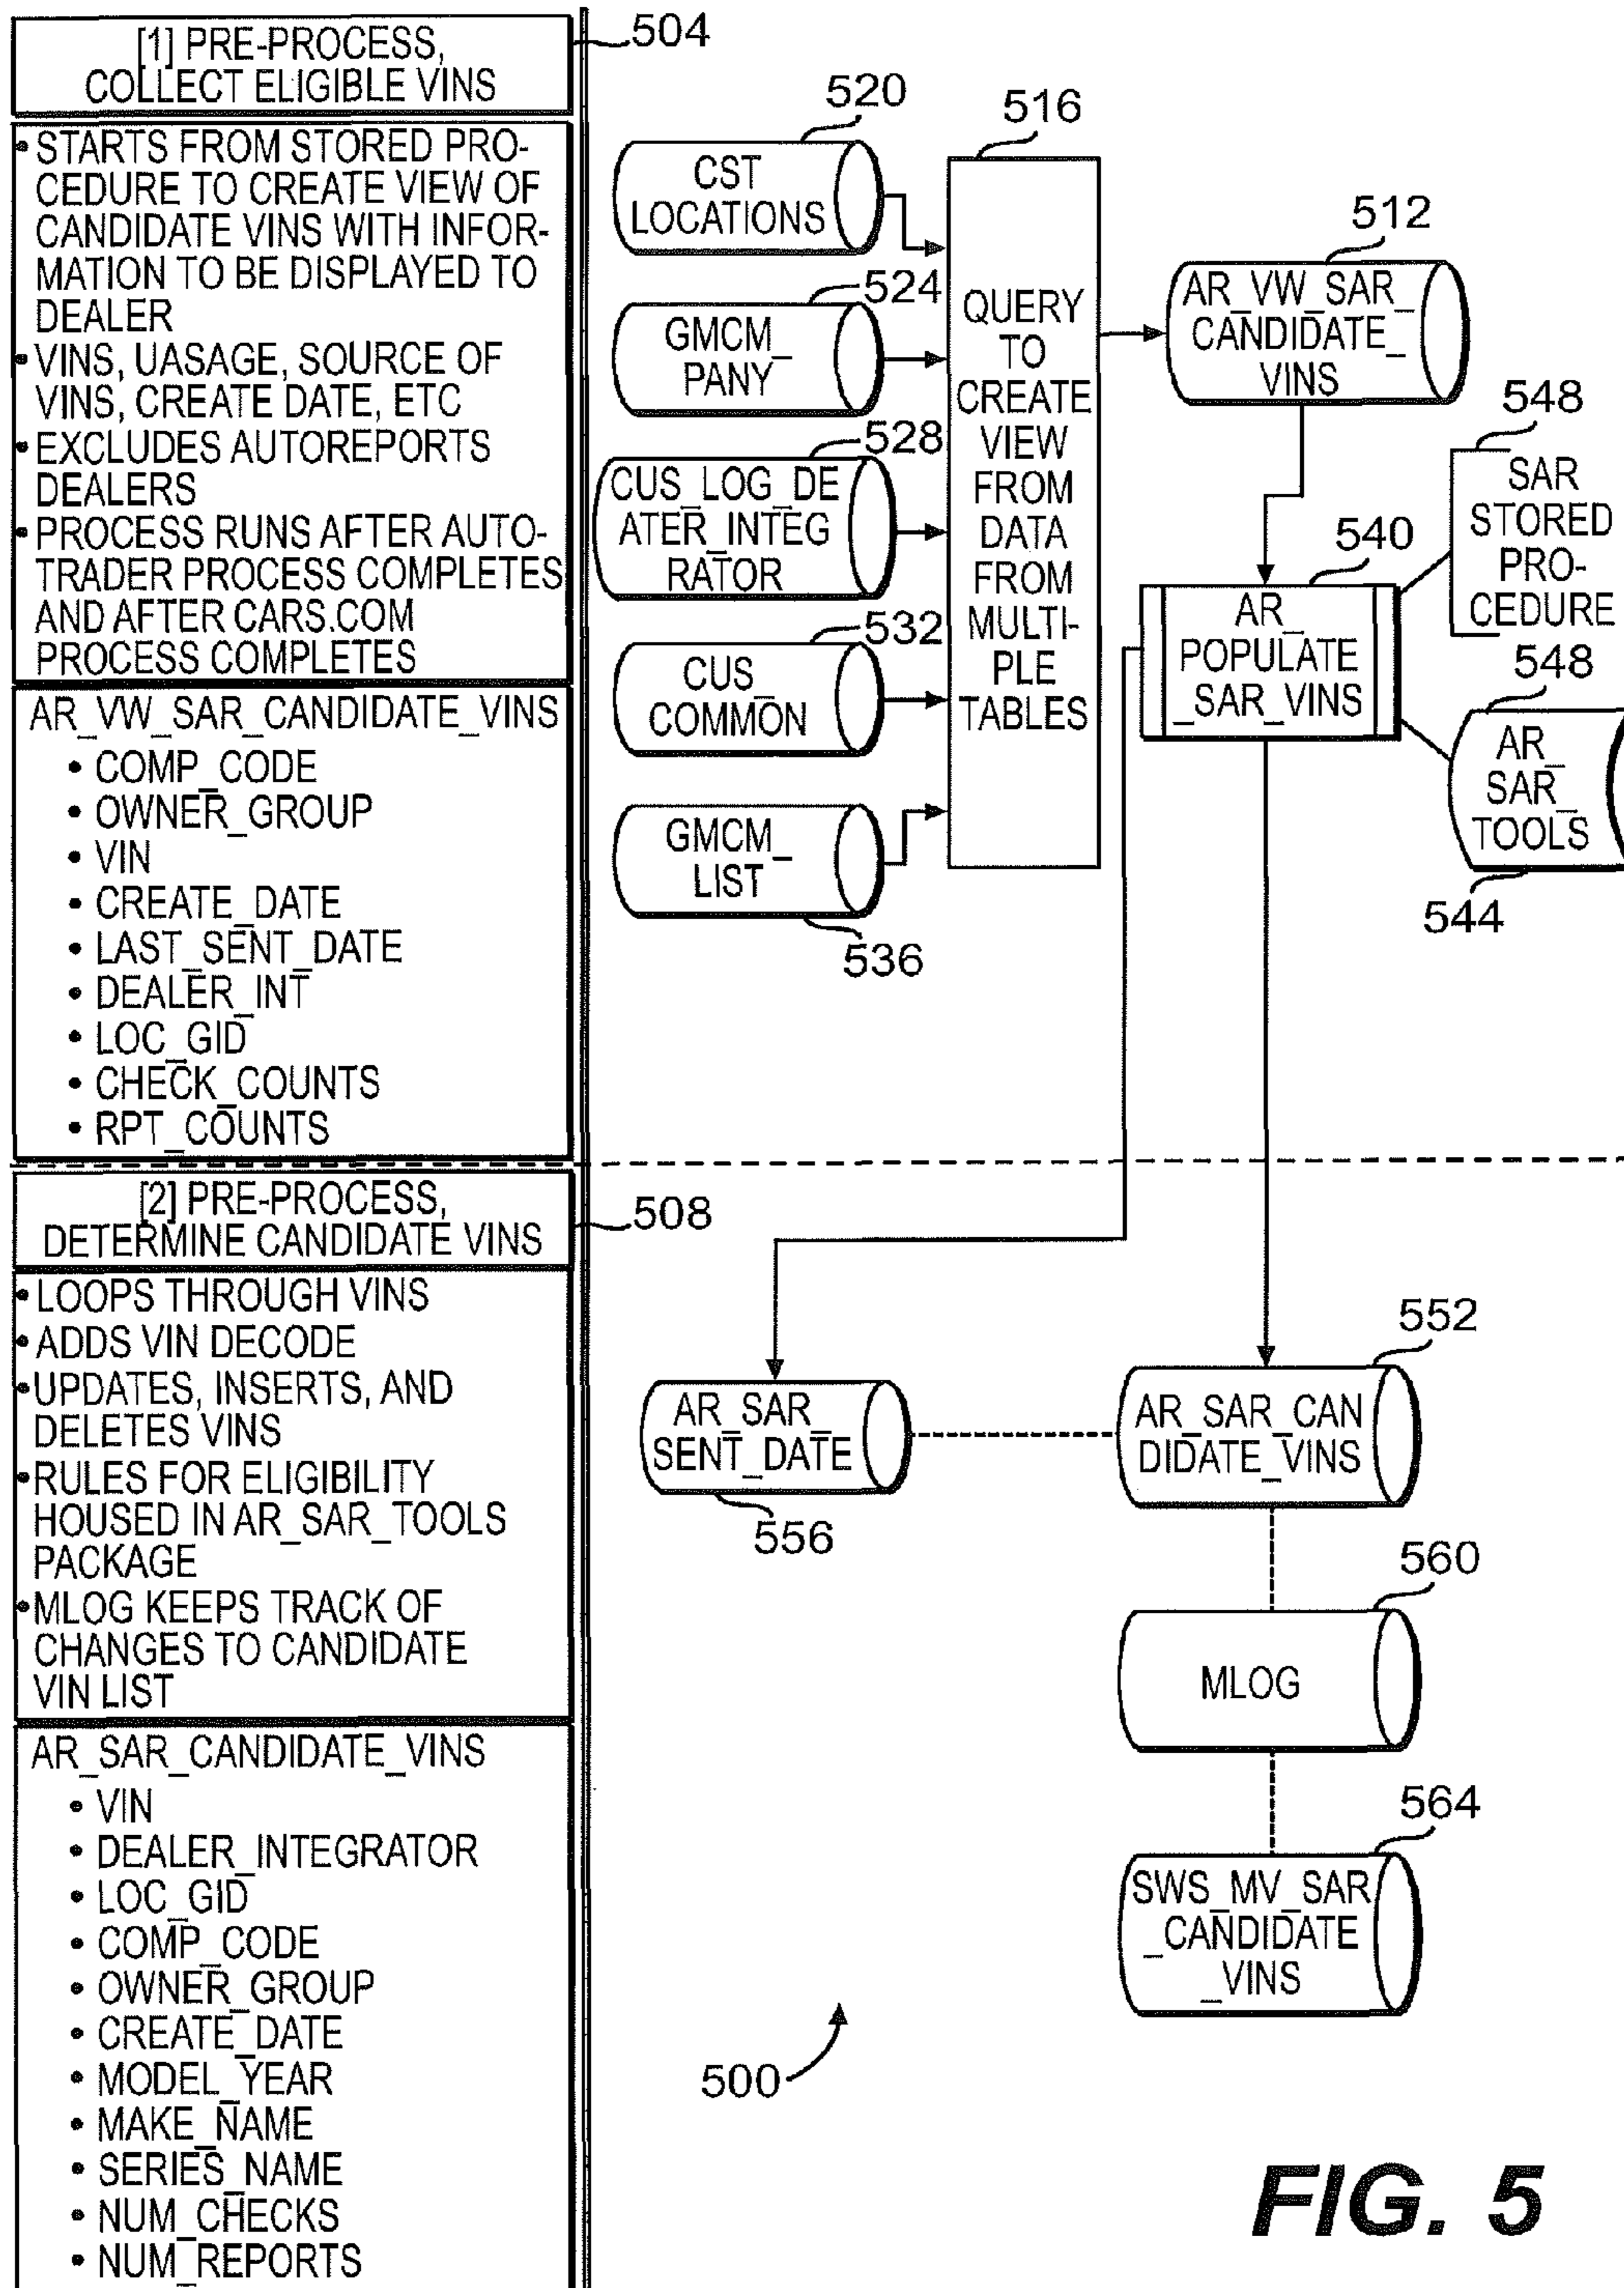 [1] PRE-PROCESS,
COLLECT ELIGIBLE VINS
504
• STARTS FROM STORED PRO-
CEDURE TO CREATE VIEW OF
CANDIDATE VINS WITH INFOR-
MATION TO BE DISPLAYED TO
DEALER
• VINS, UASAGE, SOURCE OF
VINS, CREATE DATE, ETC
• EXCLUDES AUTOREPORTS
DEALERS
• PROCESS RUNS AFTER AUTO-
TRADER PROCESS COMPLETES
AND AFTER CARS.COM
PROCESS COMPLETES
AR_VW_SAR_CANDIDATE_VINS
• COMP_CODE
• OWNER_GROUP
• VIN
• CREATE_DATE
• LAST_SENT_DATE
• DEALER_INT
• LOC_GID
• CHECK_COUNTS
• RPT_COUNTS
520
CST
LOCATIONS
524
GMCM_
PANY
528
CUS_LOG_DE
ATER_INTEG
RATOR
532
CUS_
COMMON
GMCM_
LIST
536
516
QUERY
TO
CREATE
VIEW
FROM
DATA
FROM
MULTI-
PLE
TABLES
512
AR_VW_SAR_
CANDIDATE_
VINS
540
AR_
POPULATE
_SAR_VINS
548
SAR
STORED
PRO-
CEDURE
548
AR_
SAR_
TOOLS
544
[2] PRE-PROCESS,
DETERMINE CANDIDATE VINS
508
• LOOPS THROUGH VINS
• ADDS VIN DECODE
• UPDATES, INSERTS, AND
DELETES VINS
• RULES FOR ELIGIBILITY
HOUSED IN AR_SAR_TOOLS
PACKAGE
• MLOG KEEPS TRACK OF
CHANGES TO CANDIDATE
VIN LIST
AR_SAR_CANDIDATE_VINS
• VIN
• DEALER_INTEGRATOR
• LOC_GID
• COMP_CODE
• OWNER_GROUP
• CREATE_DATE
• MODEL_YEAR
• MAKE_NAME
• SERIES_NAME
• NUM_CHECKS
• NUM_REPORTS
AR_SAR_
SENT_DATE
556
552
AR_SAR_CAN
DIDATE_VINS
560
MLOG
564
SWS_MV_SAR
_CANDIDATE
_VINS
500
FIG. 5